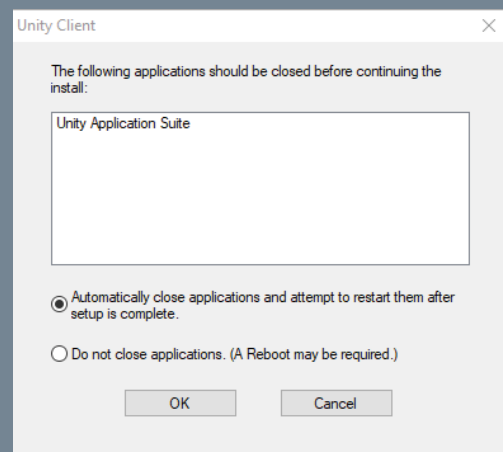 Unity Client
The following applications should be closed before continuing the
install:
Unity Application Suite
Automatically close applications and attempt to restart them after
setup is complete.
Do not close applications. (A Reboot may be required.)
OK
Cancel